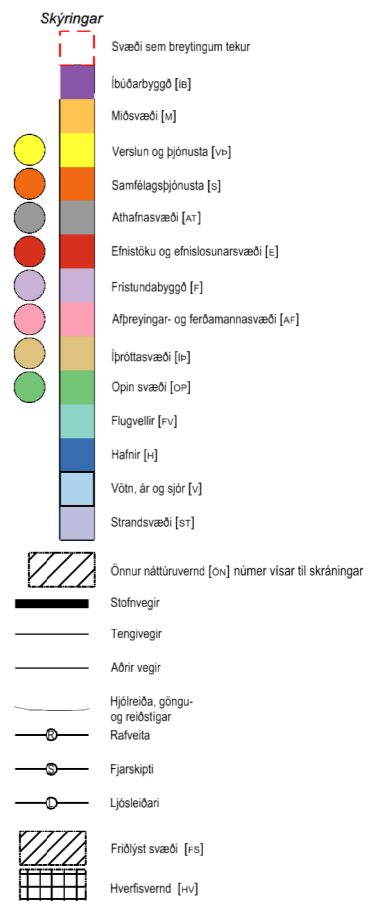 Skýringar
Svæði sem breytingum tekur
Íbúðarbyggð [ÍB]
Miðsvæði [M]
Verslun og þjónusta [VÞ]
Samfélagsþjónusta [S]
Athafnasvæði [AT]
Efnistöku og efnislosunarsvæði [E]
Frístundabyggð [F]
Afþreyingar- og ferðamannasvæði [AF]
Íþróttasvæði [ÍÞ]
Opin svæði [OP]
Flugvellir [FV]
Hafnir [H]
Vötn, ár og sjór [V]
Strandsvæði [ST]
Önnur náttúruvernd [ÖN] númer vísar til skráningar
Stofnvegir
Tengivegir
Aðrir vegir
Hjólreiða, göngu-
og reiðstígar
R Rafveita
S Fjarskipti
L Ljósleiðari
Friðlýst svæði [FS]
Hverfisvernd [HV]